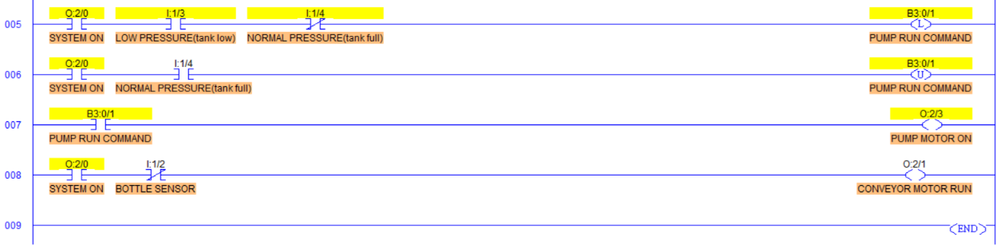 O:2/0 I:1/3 I:1/4 B3:0/1
005 L
SYSTEM ON LOW PRESSURE(tank low) NORMAL PRESSURE(tank full) PUMP RUN COMMAND
O:2/0 I:1/4 B3:0/1
006 U
SYSTEM ON NORMAL PRESSURE(tank full) PUMP RUN COMMAND
B3:0/1 O:2/3
007
PUMP RUN COMMAND PUMP MOTOR ON
O:2/0 I:1/2 O:2/1
008
SYSTEM ON BOTTLE SENSOR CONVEYOR MOTOR RUN
009 END